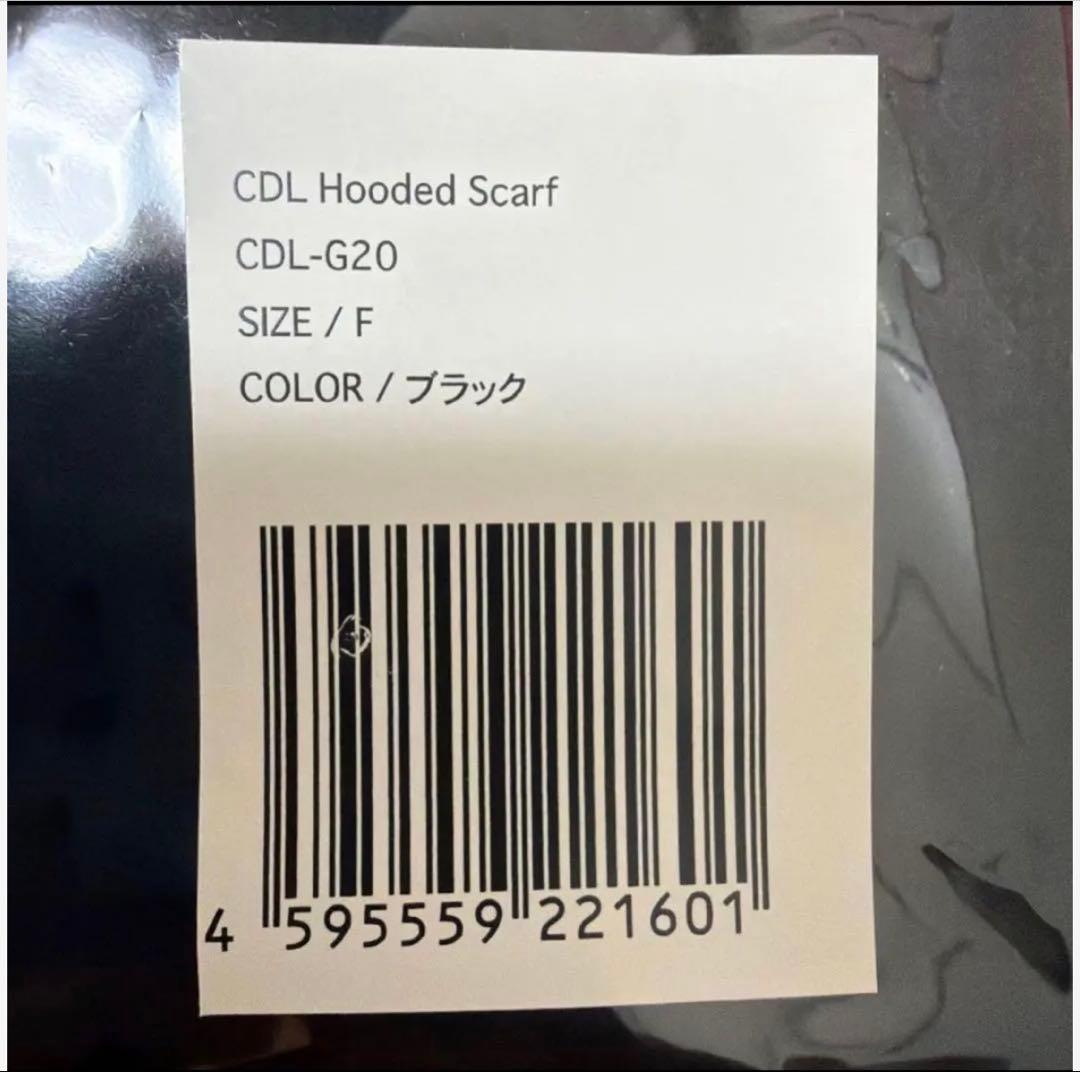 CDL Hooded Scarf
CDL-G20
SIZE / F
COLOR / ブラック
4 595559 221601